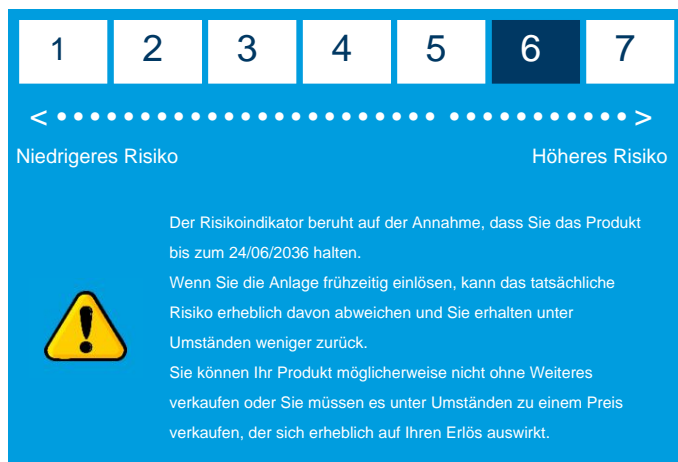 1 2 3 4 5 6 7
< >
Niedrigeres Risiko Höheres Risiko
Der Risikoindikator beruht auf der Annahme, dass Sie das Produkt
bis zum 24/06/2036 halten.
Wenn Sie die Anlage frühzeitig einlösen, kann das tatsächliche
Risiko erheblich davon abweichen und Sie erhalten unter
Umständen weniger zurück.
Sie können Ihr Produkt möglicherweise nicht ohne Weiteres
verkaufen oder Sie müssen es unter Umständen zu einem Preis
verkaufen, der sich erheblich auf Ihren Erlös auswirkt.